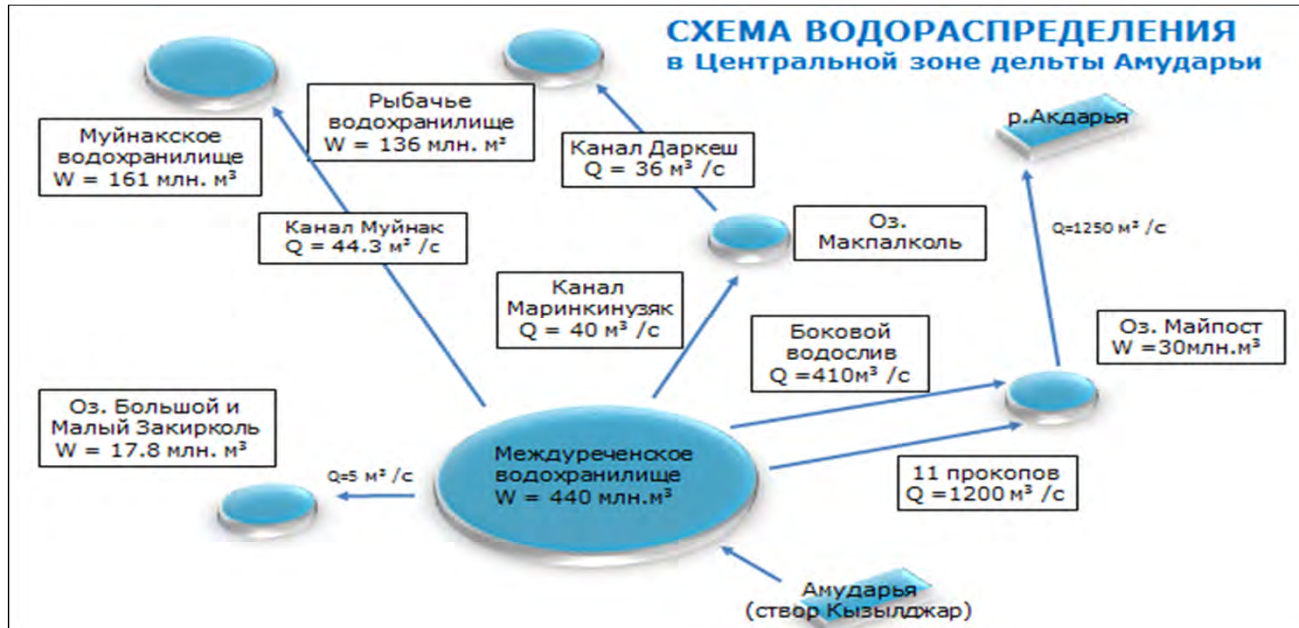 СХЕМА ВОДОРАСПРЕДЕЛЕНИЯ
в Центральной зоне дельты Амударьи
Муйнакское
водохранилище
W = 161 млн. м³
Рыбачье
водохранилище
W = 136 млн. м³
Канал Даркеш
Q = 36 м³ /с
р.Акдарья
Канал Муйнак
Q = 44.3 м³ /с
Оз.
Макпалколь
Q=1250 м³ /с
Канал
Маринкинузяк
Q = 40 м³ /с
Боковой
водослив
Q =410м³ /с
Оз. Майпост
W =30млн.м³
Оз. Большой и
Малый Закирколь
W = 17.8 млн. м³
Q=5 м³ /с
Междуреченское
водохранилище
W = 440 млн.м³
11 прокопов
Q =1200 м³ /с
Амударья
(створ Кызылджар)